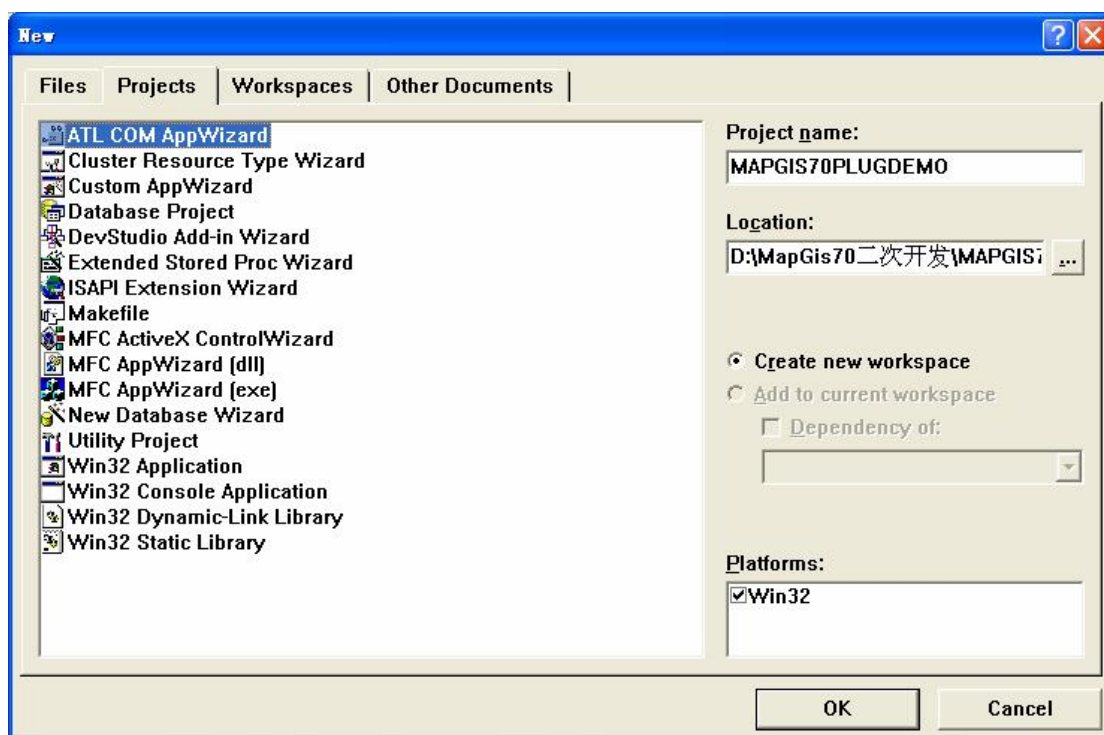 New
Files
Projects
Workspaces
Other Documents
ATL COM AppWizard
Cluster Resource Type Wizard
Custom AppWizard
Database Project
DevStudio Add-in Wizard
Extended Stored Proc Wizard
ISAPI Extension Wizard
Makefile
MFC ActiveX ControlWizard
MFC AppWizard (dll)
MFC AppWizard (exe)
New Database Wizard
Utility Project
Win32 Application
Win32 Console Application
Win32 Dynamic-Link Library
Win32 Static Library
Project name:
MAPGIS70PLUGDEMO
Location:
D:\MapGis70二次开发\MAPGIS7
...
Create new workspace
Add to current workspace
Dependency of:
Platforms:
Win32
OK
Cancel